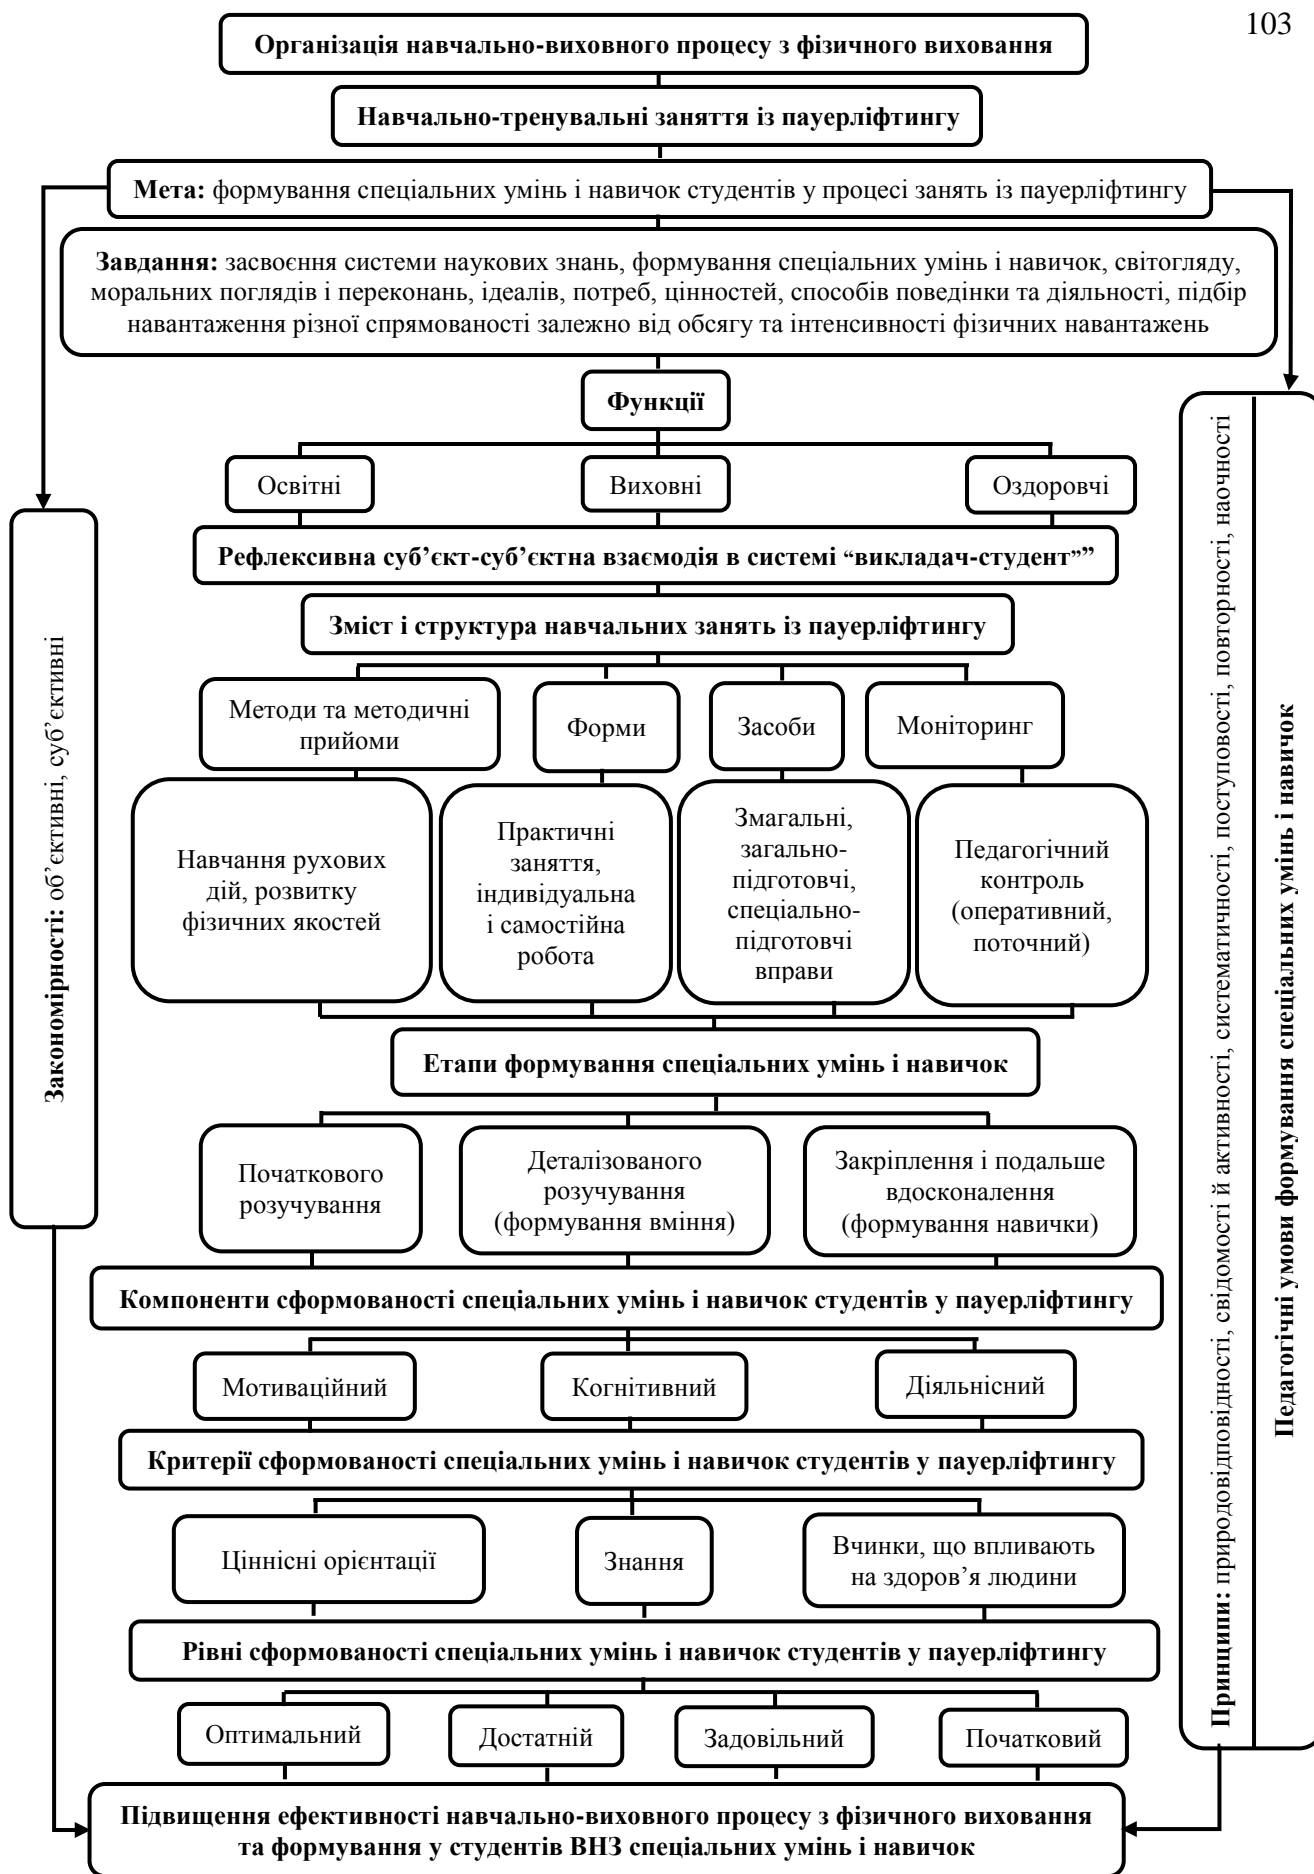 103
Організація навчально-виховного процесу з фізичного виховання
Навчально-тренувальні заняття із пауерліфтингу
Мета: формування спеціальних умінь і навичок студентів у процесі занять із пауерліфтингу
Завдання: засвоєння системи наукових знань, формування спеціальних умінь і навичок, світогляду,
моральних поглядів і переконань, ідеалів, потреб, цінностей, способів поведінки та діяльності, підбір
навантаження різної спрямованості залежно від обсягу та інтенсивності фізичних навантажень
Функції
Освітні
Виховні
Оздоровчі
Рефлексивна суб’єкт-суб’єктна взаємодія в системі “викладач-студент””
Зміст і структура навчальних занять із пауерліфтингу
Методи та методичні
прийоми
Форми
Засоби
Моніторинг
Навчання рухових
дій, розвитку
фізичних якостей
Практичні
заняття,
індивідуальна
і самостійна
робота
Змагальні,
загально-
підготовчі,
спеціально-
підготовчі
вправи
Педагогічний
контроль
(оперативний,
поточний)
Етапи формування спеціальних умінь і навичок
Початкового
розучування
Деталізованого
розучування
(формування вміння)
Закріплення і подальше
вдосконалення
(формування навички)
Компоненти сформованості спеціальних умінь і навичок студентів у пауерліфтингу
Мотиваційний
Когнітивний
Діяльнісний
Критерії сформованості спеціальних умінь і навичок студентів у пауерліфтингу
Ціннісні орієнтації
Знання
Вчинки, що впливають
на здоров’я людини
Рівні сформованості спеціальних умінь і навичок студентів у пауерліфтингу
Оптимальний
Достатній
Задовільний
Початковий
Підвищення ефективності навчально-виховного процесу з фізичного виховання
та формування у студентів ВНЗ спеціальних умінь і навичок
Закономірності: об’єктивні, суб’єктивні
Принципи: природовідповідності, свідомості й активності, систематичності, поступовості, повторності, наочності
Педагогічні умови формування спеціальних умінь і навичок